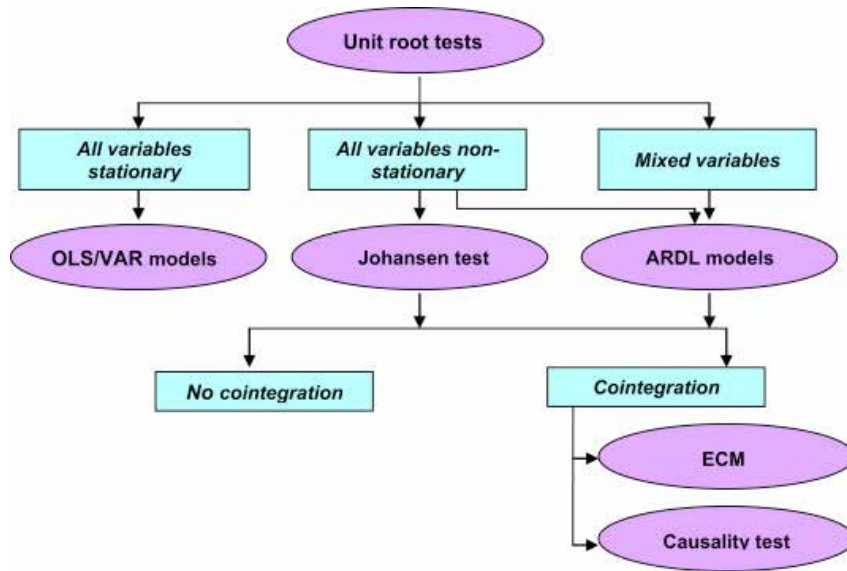 Unit root tests
All variables
stationary
All variables non-
stationary
Mixed variables
OLS/VAR models
Johansen test
ARDL models
No cointegration
Cointegration
ECM
Causality test